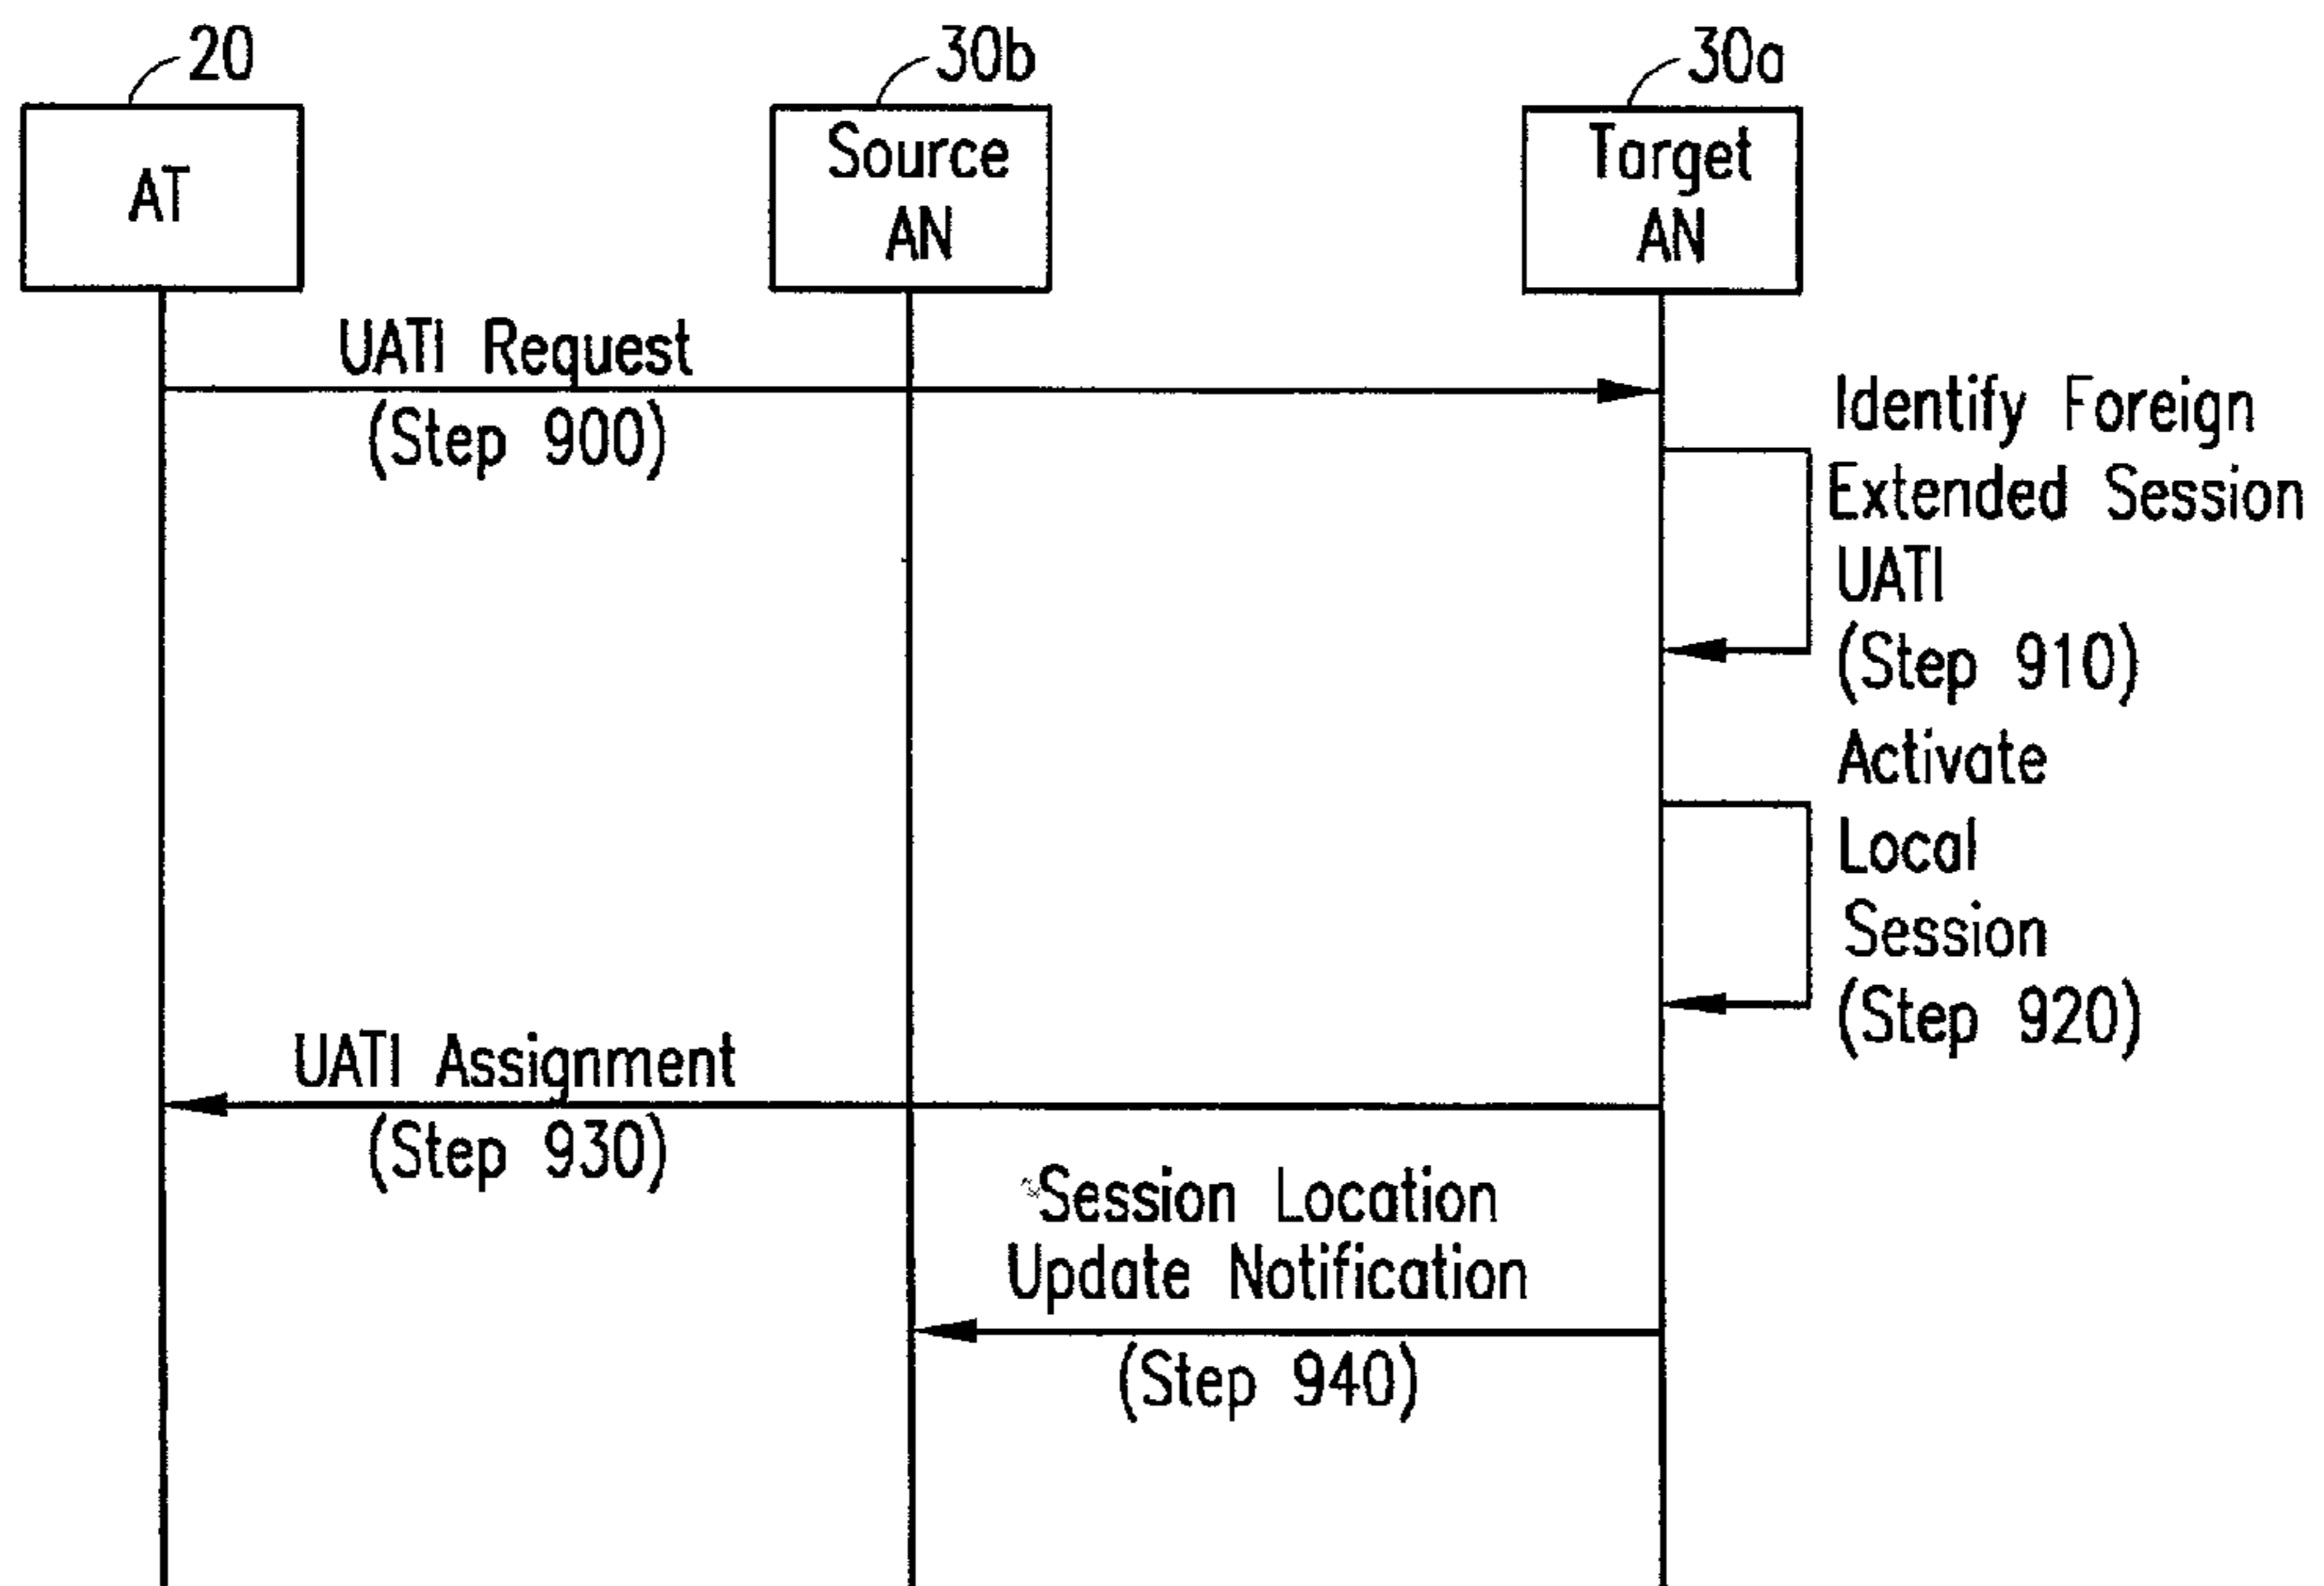 20
30b
30a
AT
Source
AN
Target
AN
UATI Request
(Step 900)
Identify Foreign
Extended Session
UATI
(Step 910)
Activate
Local
Session
(Step 920)
UATI Assignment
(Step 930)
Session Location
Update Notification
(Step 940)